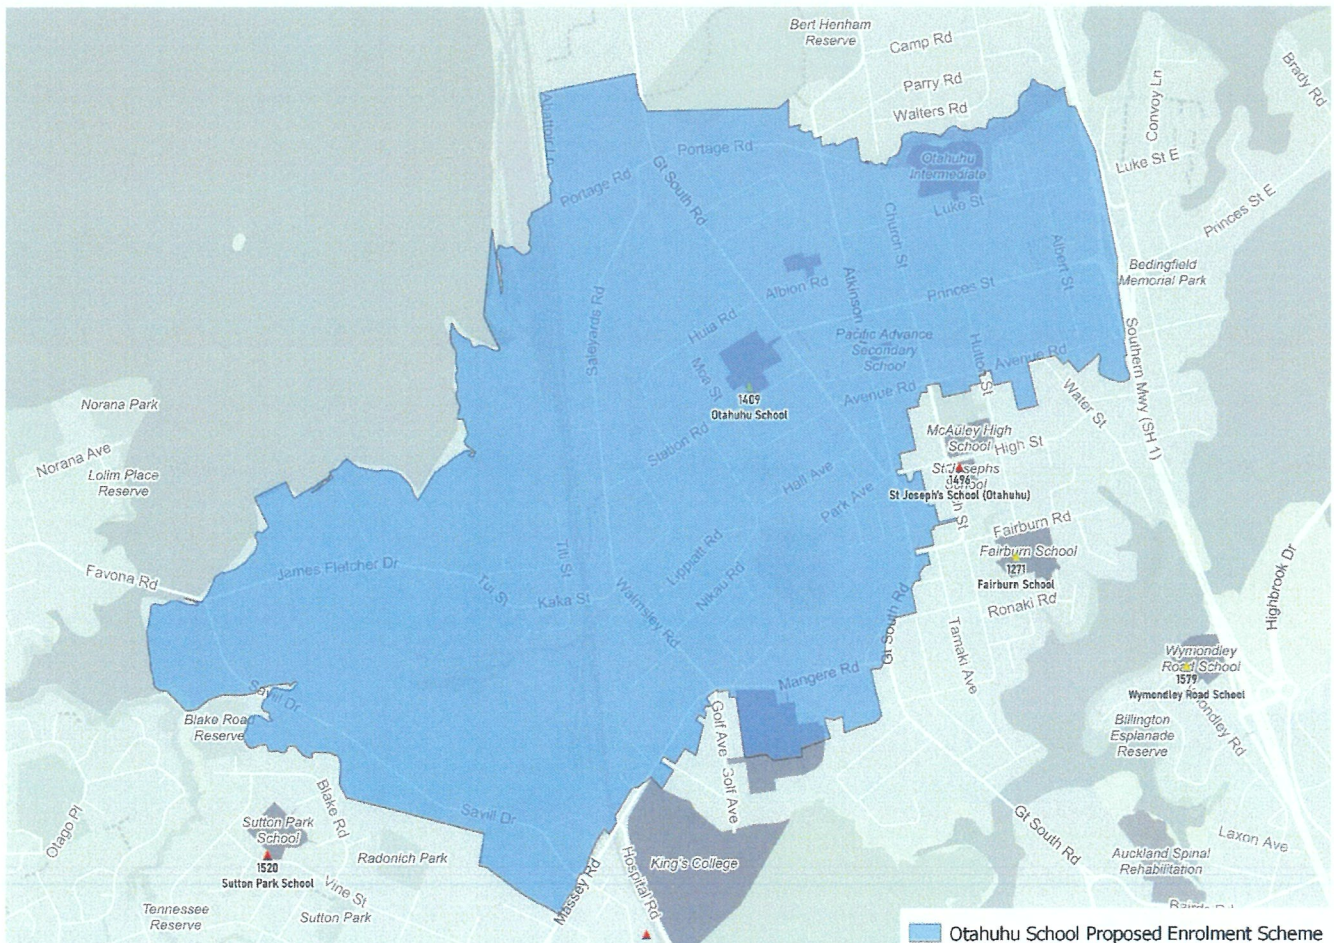 Bert Henham
Reserve
Camp Rd
Parry Rd
Walters Rd
Convoy Ln
Brady Rd
Luke St E
Princes St E
Portage Rd
Gt South Rd
Portage Rd
Otahuhu
Intermediate
Luke St
Church St
Albert St
Bedingfield
Memorial Park
Albion Rd
Atkinson
Princes St
Saleyards Rd
Huia Rd
Pacific Advance
Secondary
School
Hutton St
Avenue Rd
Southern Mwy (SH 1)
Moa St
1409
Otahuhu School
Avenue Rd
Water St
Norana Park
Norana Ave
Lolim Place
Reserve
Station Rd
McAuley High
School
High St
St Josephs
School
1496
St Joseph's School (Otahuhu)
Hall Ave
Park Ave
ch St
Fairburn Rd
Fairburn School
1271
Fairburn School
Ronaki Rd
Highbrook Dr
Favona Rd
James Fletcher Dr
Titi St
Tui St
Kaka St
Walmsley Rd
Lippiatt Rd
Nikau Rd
Gt South Rd
Tamaki Ave
Mangere Rd
Wymondley
Road School
1579
Wymondley Road School
ondley Rd
Billington
Esplanade
Reserve
Savill Dr
Blake Road
Reserve
Golf Ave
Golf Ave
Blake Rd
Savill Dr
Otago Pl
Sutton Park
School
1520
Sutton Park School
Radonich Park
Vine St
Tennessee
Reserve
Sutton Park
Massey Rd
Hospital Rd
King's College
Gt South Rd
Auckland Spinal
Rehabilitation
Laxon Ave
Otahuhu School Proposed Enrolment Scheme